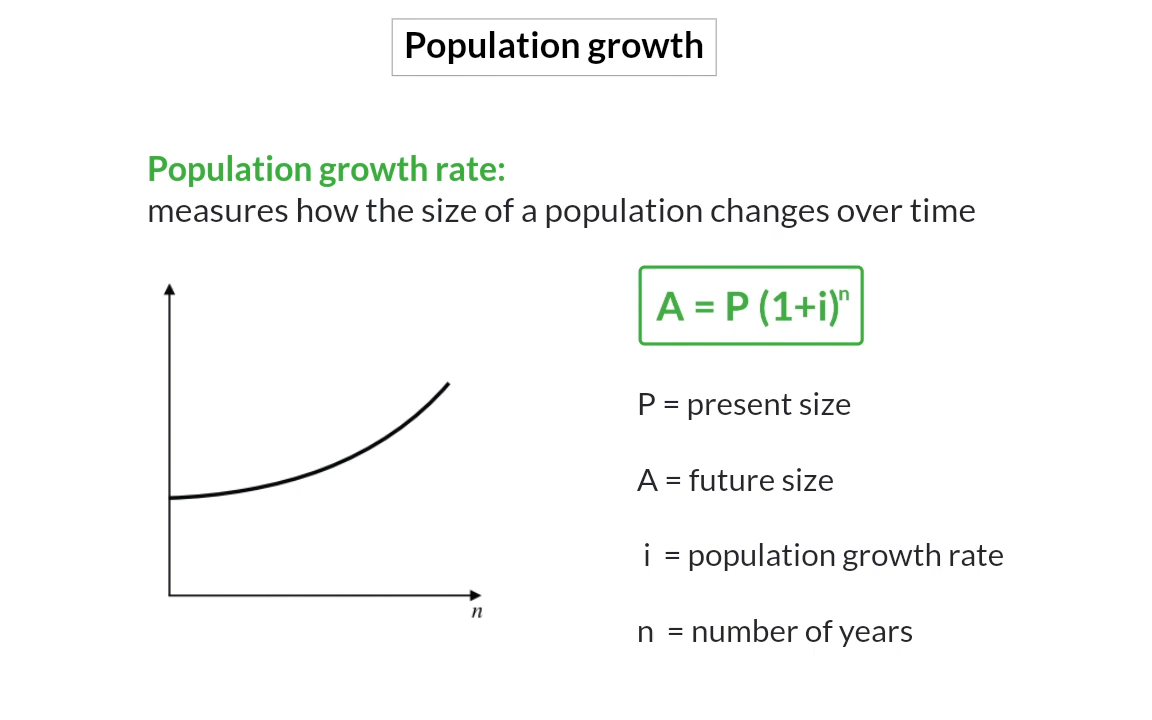 Population growth
Population growth rate:
measures how the size of a population changes over time
A = P (1+i)ⁿ
P = present size
A = future size
i = population growth rate
n = number of years
n